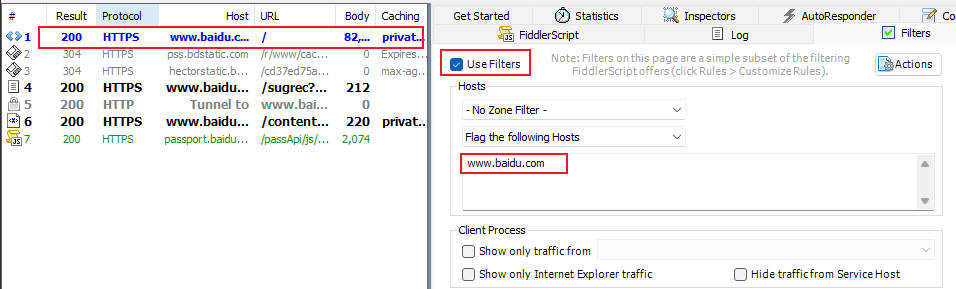 # Result Protocol Host URL Body Caching
1 200 HTTPS www.baidu.c... / 82,... privat...
2 304 HTTPS pss.bdstatic.com /r/www/cac... 0 Expires...
3 304 HTTPS hectorstatic.b... /cd37ed75a... 0 max-ag...
4 200 HTTPS www.baidu... /sugrec?... 212
5 200 HTTP Tunnel to www.bai... 0
6 200 HTTPS www.baidu... /content... 220 privat...
7 200 HTTPS passport.baidu... /passApi/js/... 2,074
Get Started Statistics Inspectors AutoResponder Co
FiddlerScript Log Filters
Use Filters
Note: Filters on this page are a simple subset of the filtering
FiddlerScript offers (click Rules > Customize Rules).
Actions
Hosts
- No Zone Filter -
Flag the following Hosts
www.baidu.com
Client Process
Show only traffic from
Show only Internet Explorer traffic Hide traffic from Service Host